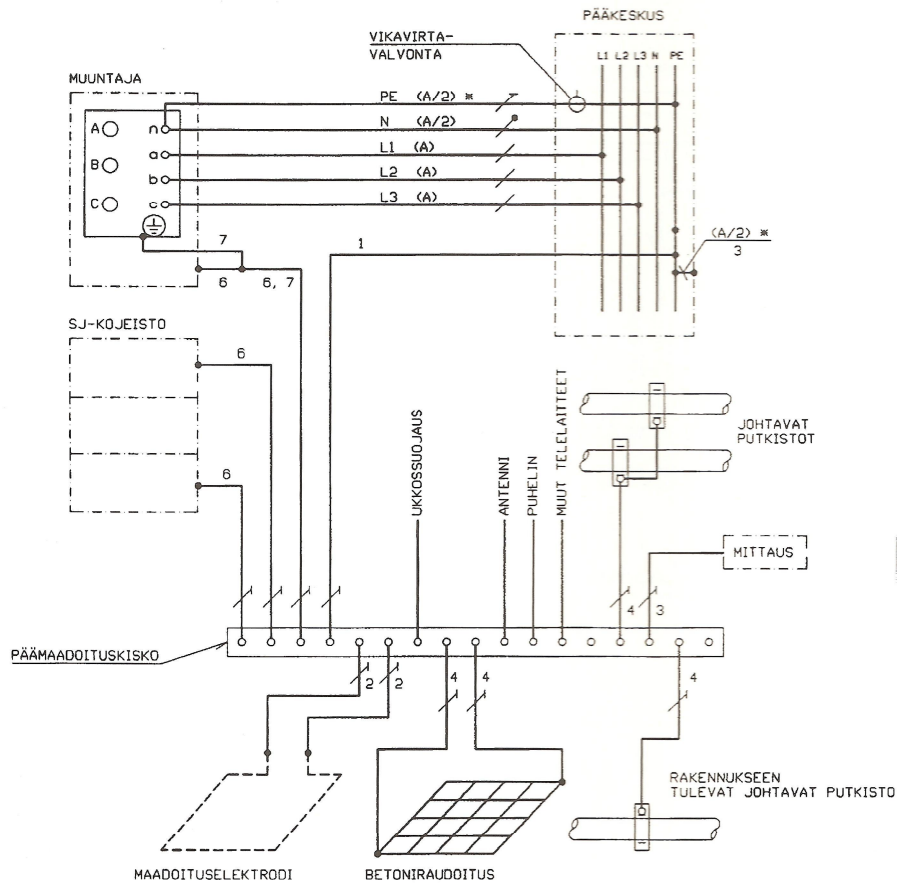 PÄÄKESKUS
VIKAVIRTA-
VALVONTA
L1 L2 L3 N PE
MUUNTAJA
PE (A/2) *
N (A/2)
L1 (A)
L2 (A)
L3 (A)
A n
B a
b
C c
(A/2) *
3
7
1
6 6, 7
SJ-KOJEISTO
6
6
UKKOSSUOJAUS
ANTENNI
PUHELIN
MUUT TELELAITTEET
JOHTAVAT
PUTKISTOT
MITTAUS
4 3
PÄÄMAADOITUSKISKO
2 2 4 4 4
RAKENNUKSEEN
TULEVAT JOHTAVAT PUTKISTO
MAADOITUSELEKTRODI
BETONIRAUDOITUS